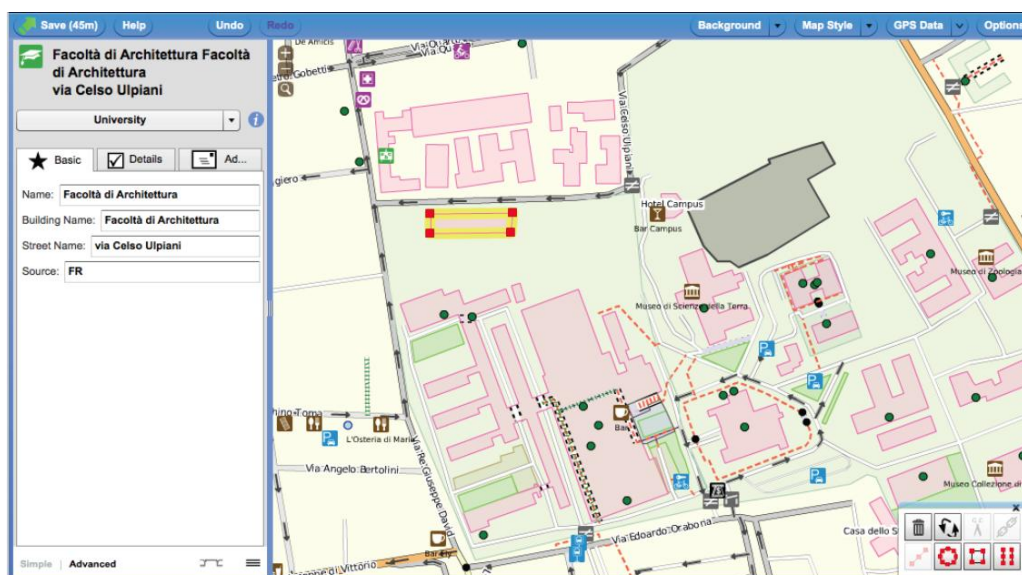 Save (45m)
Help
Undo
Redo
Background
Map Style
GPS Data
Options
Facoltà di Architettura Facoltà
di Architettura
via Celso Ulpiani
University
Basic
Details
Ad...
Name: Facoltà di Architettura
Building Name: Facoltà di Architettura
Street Name: via Celso Ulpiani
Source: FR
Simple | Advanced
De Amicis
Via Celso Ulpiani
Hotel Campus
Bar Campus
Museo di Scienze della Terra
Museo di Zoologia
L'Osteria di Maria
Via Angelo Bertolini
Via Re Giuseppe David
Bar
Via Edoardo Orabona
Museo Collezione di
Casa dello S